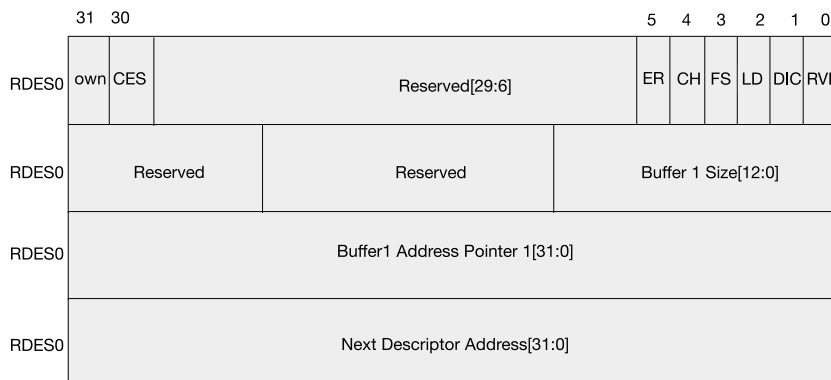 31 30 5 4 3 2 1 0
RDES0 own CES Reserved[29:6] ER CH FS LD DIC RVI
RDES0 Reserved Reserved Buffer 1 Size[12:0]
RDES0 Buffer1 Address Pointer 1[31:0]
RDES0 Next Descriptor Address[31:0]